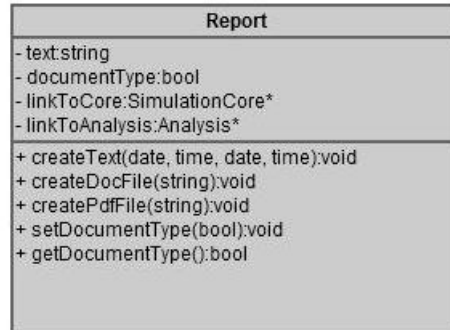 Report
- text:string
- documentType:bool
- linkToCore:SimulationCore*
- linkToAnalysis:Analysis*
+ createText(date, time, date, time):void
+ createDocFile(string):void
+ createPdfFile(string):void
+ setDocumentType(bool):void
+ getDocumentType():bool